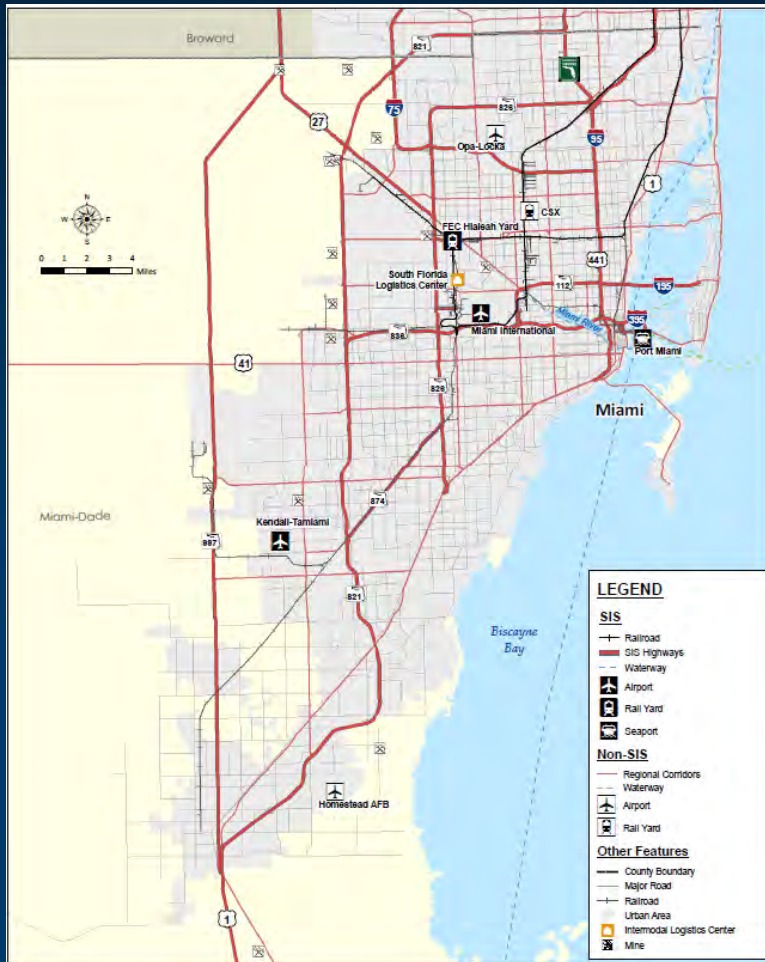 Broward
821
27
75
826
Opa-Locka
95
1
CSX
FEC Hialeah Yard
441
South Florida
Logistics Center
112
195
N
W
E
S
0 1 2 3 4
Miles
Miami International
Miami River
395
836
Port Miami
41
826
Miami
874
Miami-Dade
Kendall-Tamiami
997
821
Biscayne
Bay
Homestead AFB
1
LEGEND
SIS
Railroad
SIS Highways
Waterway
Airport
Rail Yard
Seaport
Non-SIS
Regional Corridors
Waterway
Airport
Rail Yard
Other Features
County Boundary
Major Road
Railroad
Urban Area
Intermodal Logistics Center
Mine